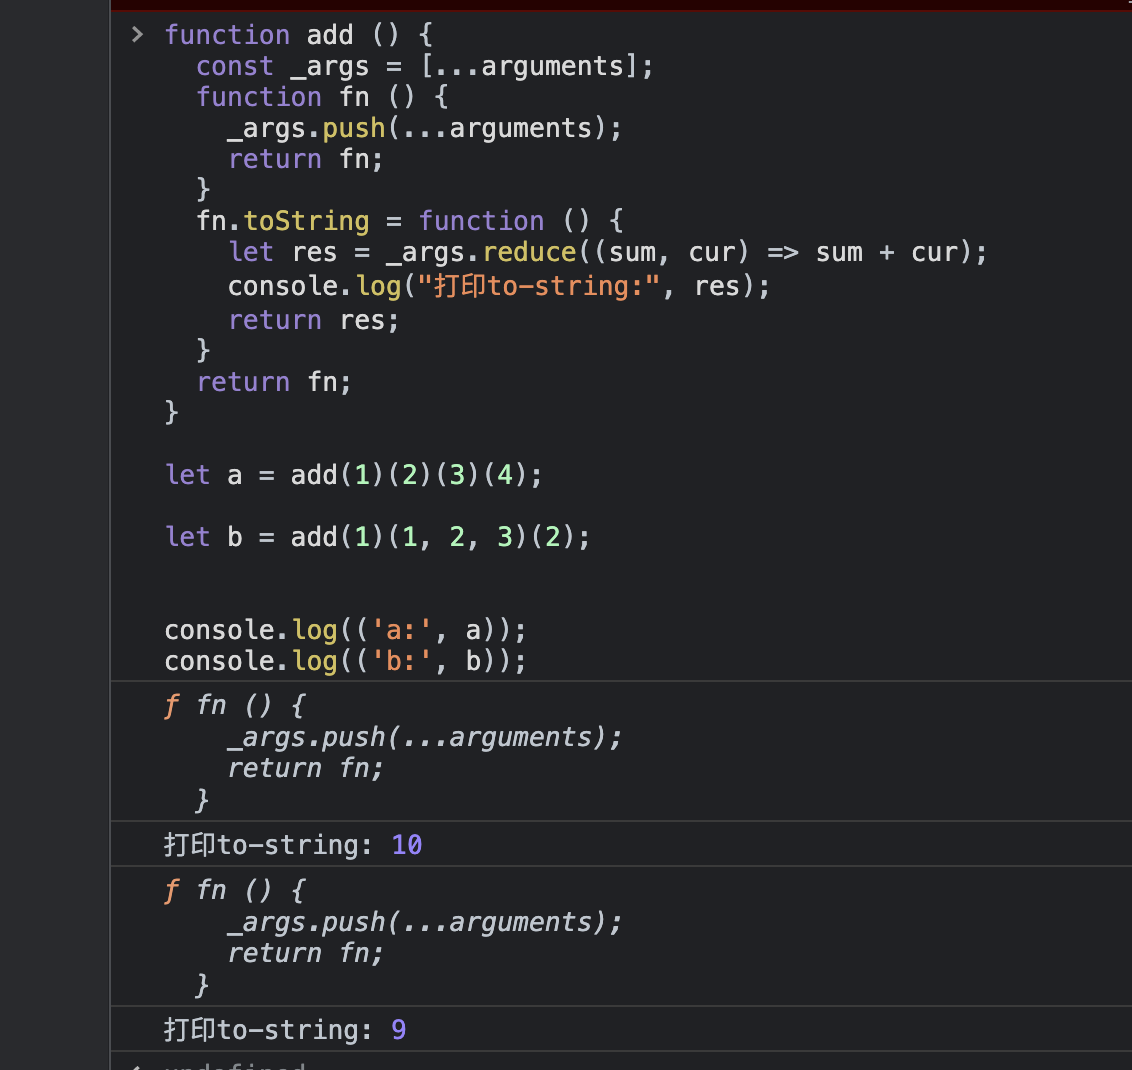 > function add () {
const _args = [...arguments];
function fn () {
_args.push(...arguments);
return fn;
}
fn.toString = function () {
let res = _args.reduce((sum, cur) => sum + cur);
console.log("打印to-string:", res);
return res;
}
return fn;
}
let a = add(1)(2)(3)(4);
let b = add(1)(1, 2, 3)(2);
console.log(('a:', a));
console.log(('b:', b));
ƒ fn () {
_args.push(...arguments);
return fn;
}
打印to-string: 10
ƒ fn () {
_args.push(...arguments);
return fn;
}
打印to-string: 9